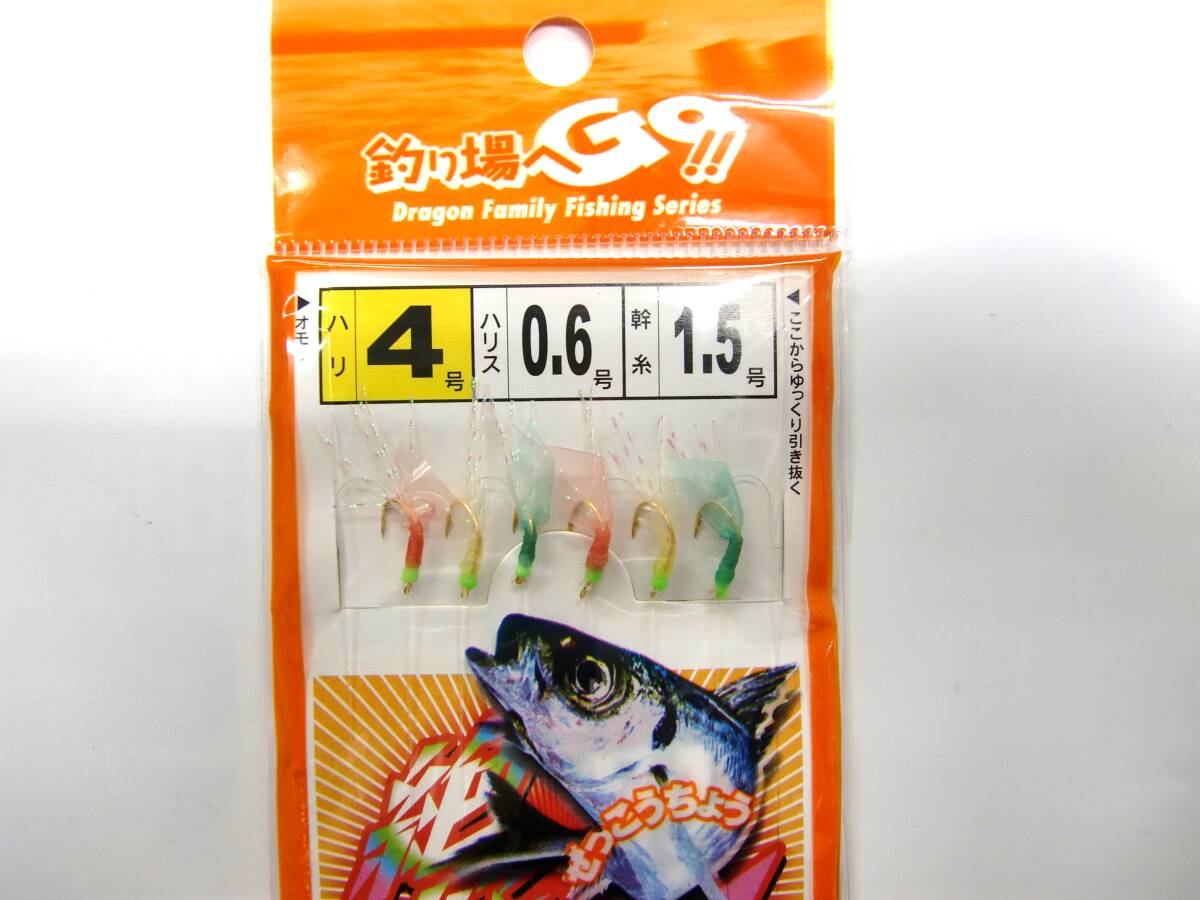 釣り場へGO!!
Dragon Family Fishing Series
ハリ 4号 ハリス 0.6号 幹糸 1.5号
▶オモ
◀ここからゆっくり引き抜く
ぜっこうちょう
絶